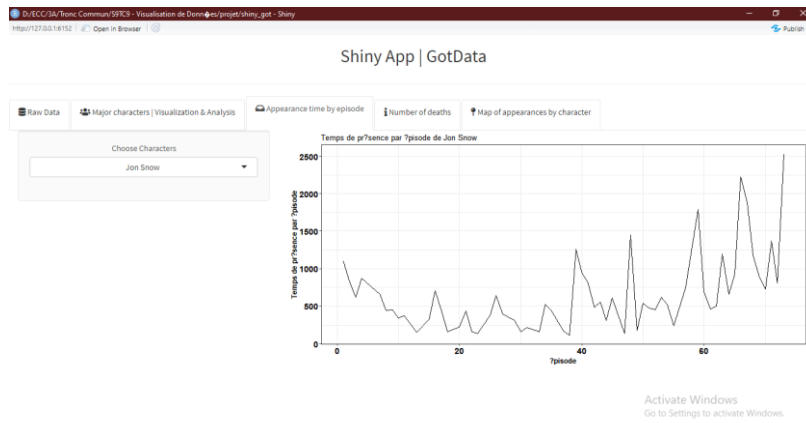 D:/ECC/3A/Tronc Commun/S9TC9 - Visualisation de Donn�es/projet/shiny_got - Shiny
http://127.0.0.1:6152 Open in Browser Publish
Shiny App | GotData
Raw Data Major characters | Visualization & Analysis Appearance time by episode Number of deaths Map of appearances by character
Choose Characters
Jon Snow
Temps de pr?sence par ?pisode de Jon Snow
Temps de pr?sence par ?pisode
2500
2000
1500
1000
500
0
0 20 40 60
?pisode
Activate Windows
Go to Settings to activate Windows.